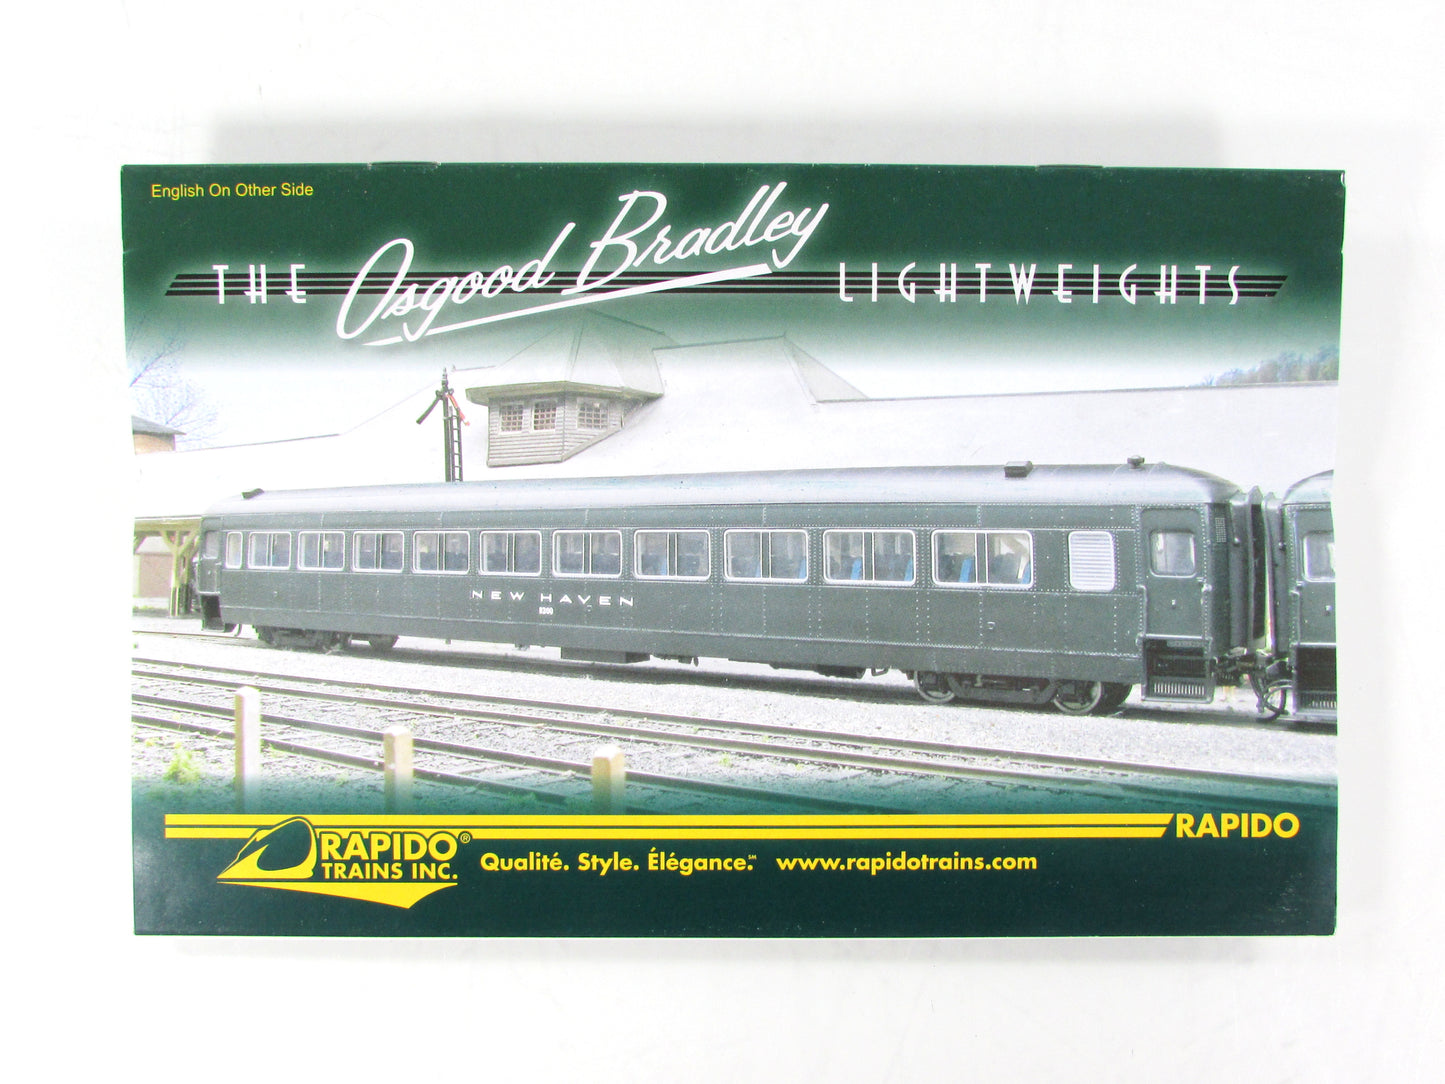 English On Other Side
THE Osgood Bradley LIGHTWEIGHTS
NEW HAVEN
RAPIDO
RAPIDO®
TRAINS INC.
Qualité. Style. Élégance.℠ www.rapidotrains.com